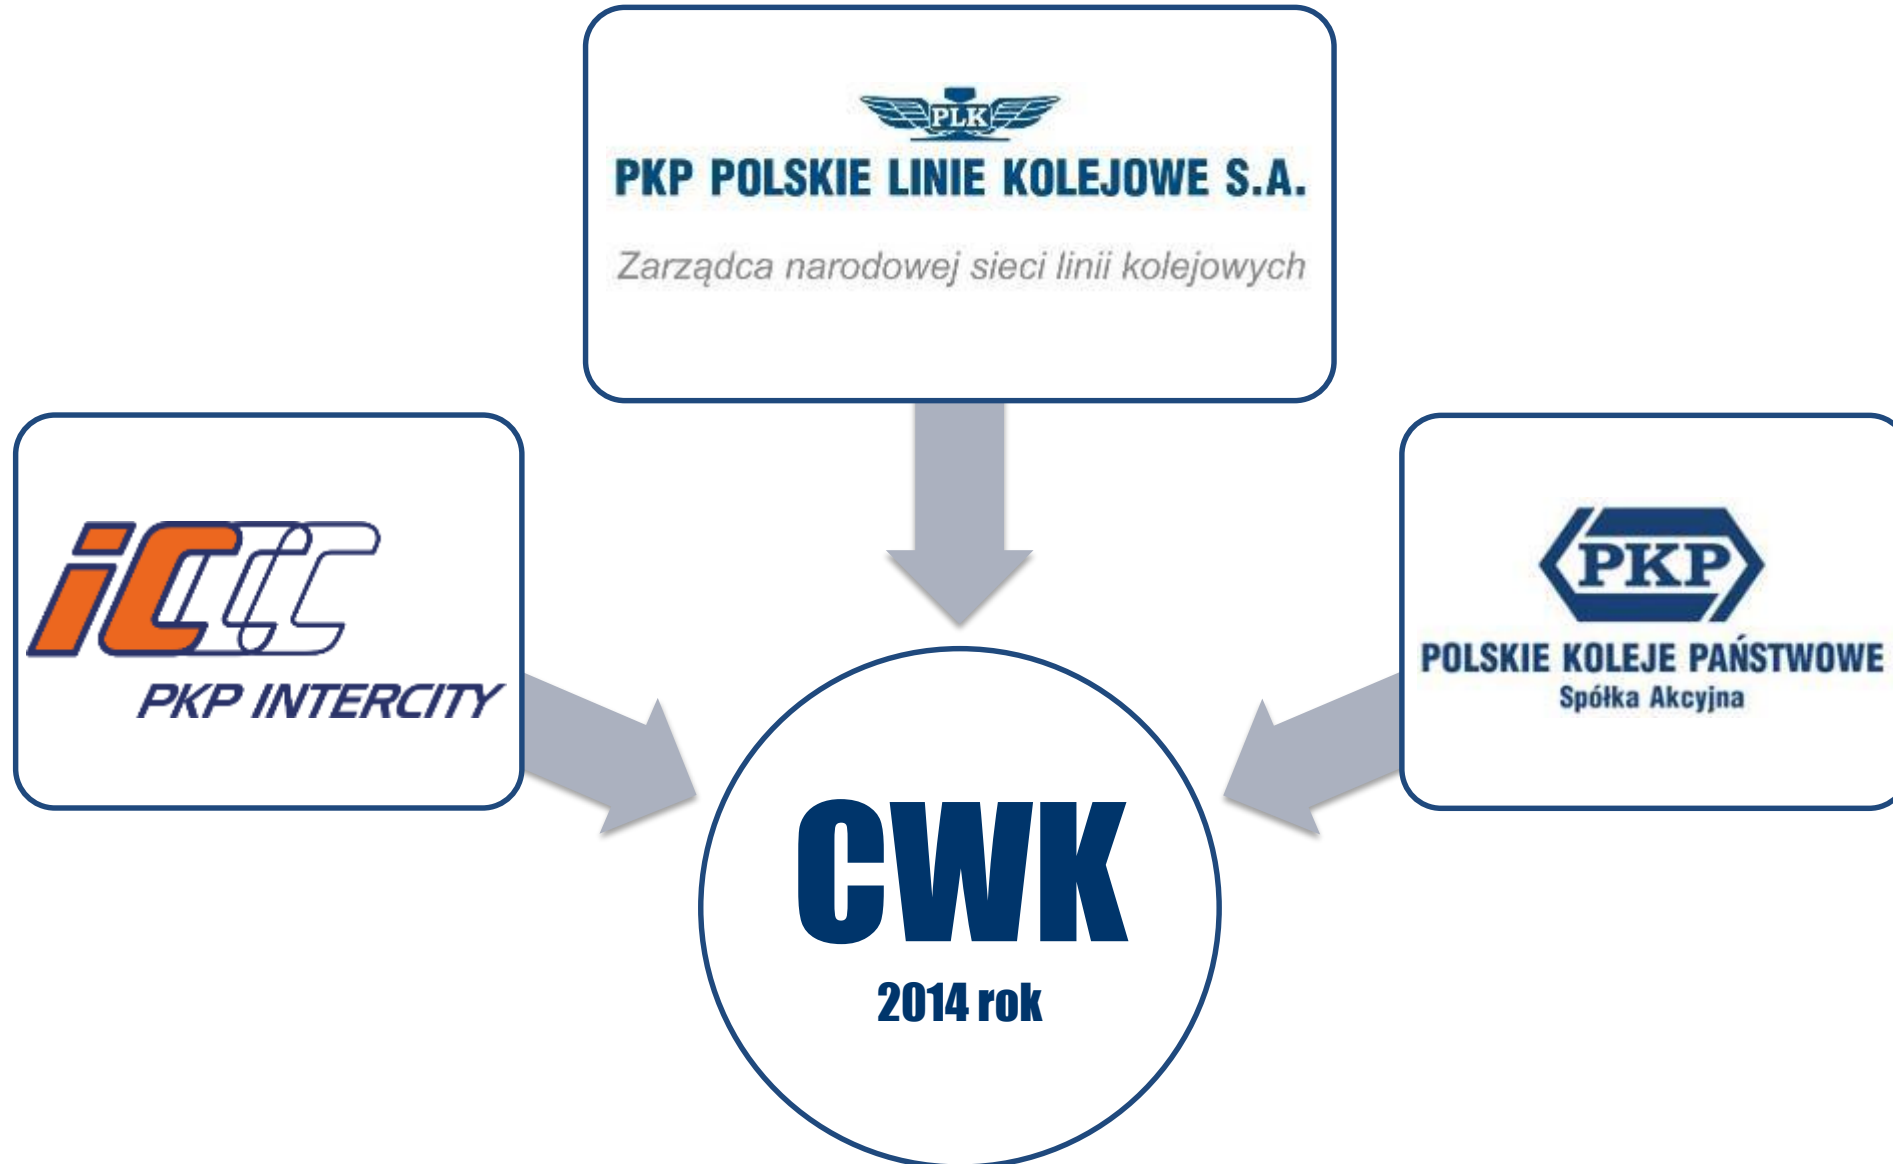 PLK
PKP POLSKIE LINIE KOLEJOWE S.A.
Zarządca narodowej sieci linii kolejowych
iC
PKP INTERCITY
PKP
POLSKIE KOLEJE PAŃSTWOWE
Spółka Akcyjna
CWK
2014 rok